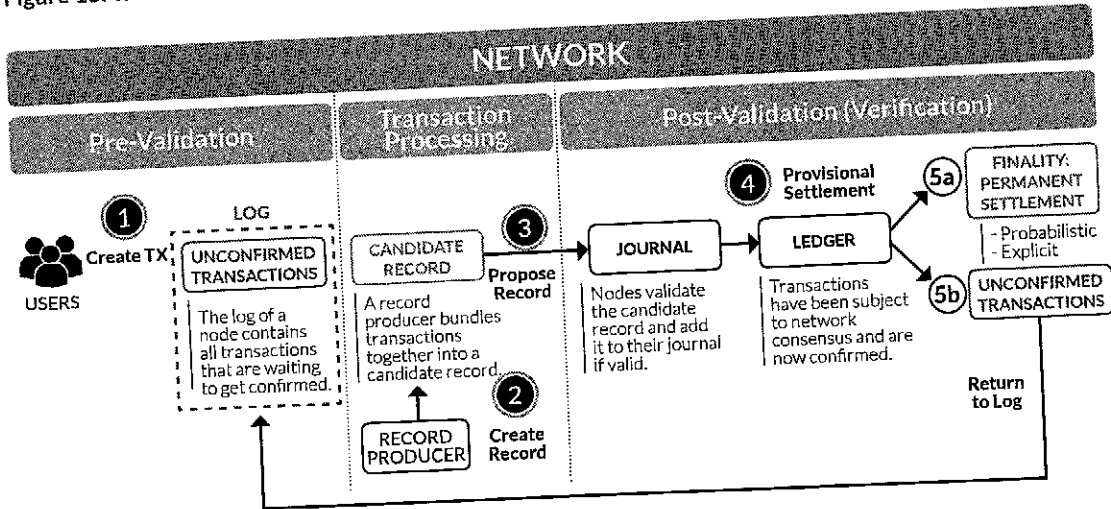 NETWORK
Pre-Validation
Transaction
Processing
Post-Validation (Verification)
1
Create TX
USERS
LOG
UNCONFIRMED
TRANSACTIONS
The log of a
node contains
all transactions
that are waiting
to get confirmed.
CANDIDATE
RECORD
A record
producer bundles
transactions
together into a
candidate record.
2
Create
Record
RECORD
PRODUCER
3
Propose
Record
JOURNAL
Nodes validate
the candidate
record and add
it to their journal
if valid.
4
Provisional
Settlement
LEDGER
Transactions
have been subject
to network
consensus and are
now confirmed.
5a
FINALITY:
PERMANENT
SETTLEMENT
- Probabilistic
- Explicit
5b
UNCONFIRMED
TRANSACTIONS
Return
to Log